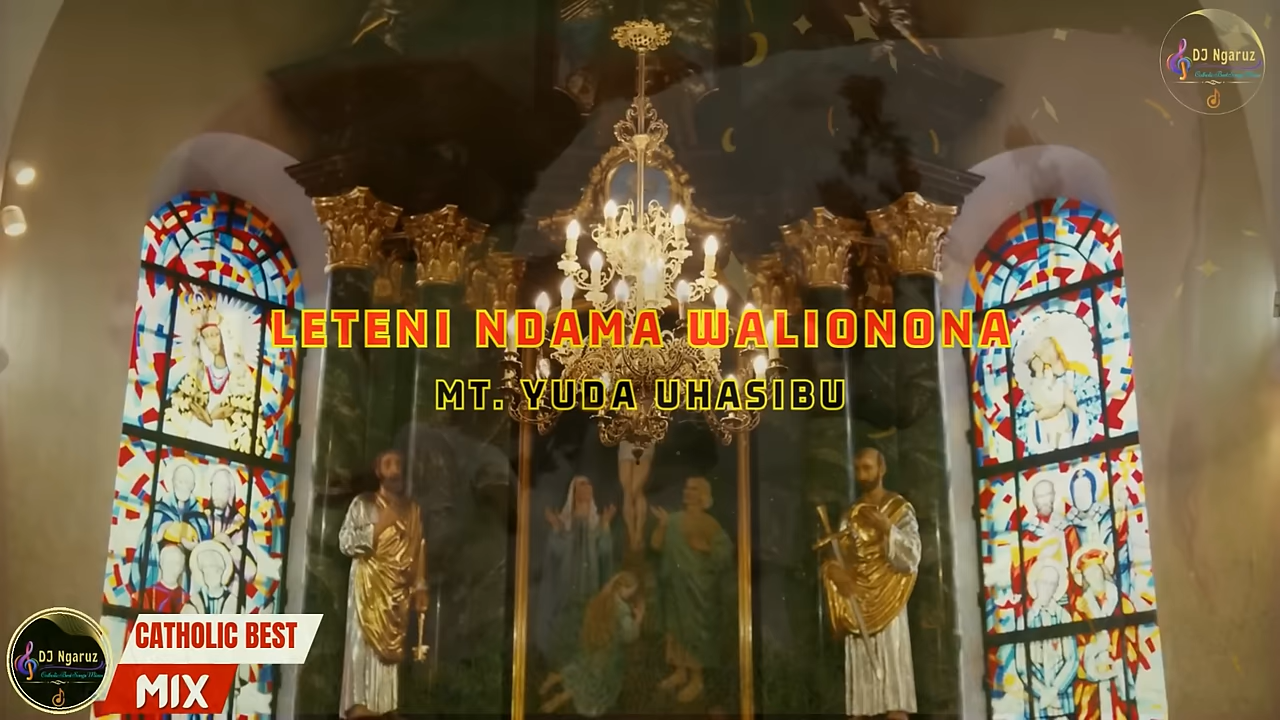 DJ Ngaruz
LETENI NDAMA WALIONONA
MT. YUDA UHASIBU
DJ Ngaruz
CATHOLIC BEST
MIX